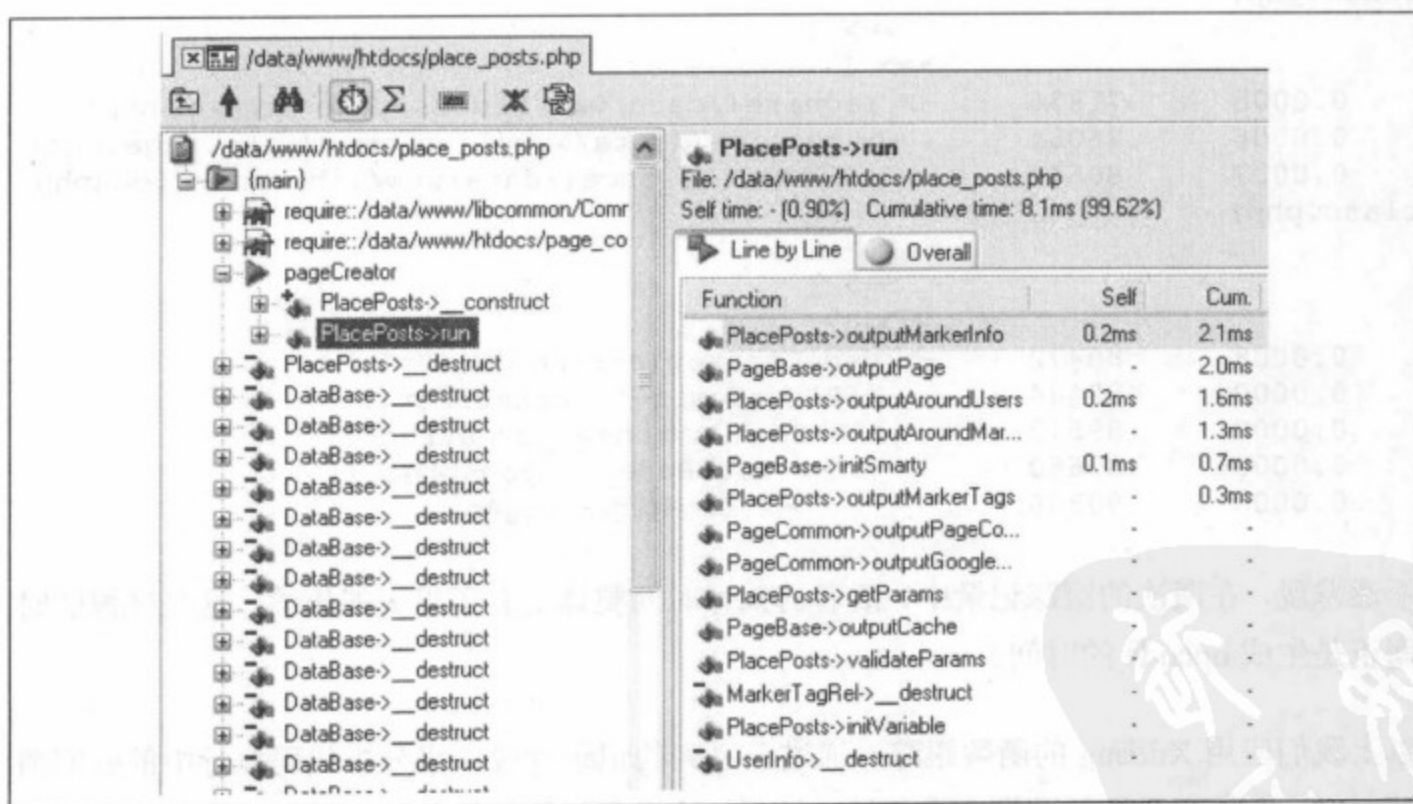 /data/www/htdocs/place_posts.php
/data/www/htdocs/place_posts.php
{main}
require::/data/www/libcommon/Comr
require::/data/www/htdocs/page_co
pageCreator
PlacePosts->__construct
PlacePosts->run
PlacePosts->__destruct
DataBase->__destruct
DataBase->__destruct
DataBase->__destruct
DataBase->__destruct
DataBase->__destruct
DataBase->__destruct
DataBase->__destruct
DataBase->__destruct
DataBase->__destruct
DataBase->__destruct
DataBase->__destruct
DataBase->__destruct
DataBase->__destruct
DataBase->__destruct
PlacePosts->run
File: /data/www/htdocs/place_posts.php
Self time: - (0.90%) Cumulative time: 8.1ms (99.62%)
Line by Line Overall
Function Self Cum.
PlacePosts->outputMarkerInfo 0.2ms 2.1ms
PageBase->outputPage - 2.0ms
PlacePosts->outputAroundUsers 0.2ms 1.6ms
PlacePosts->outputAroundMar... - 1.3ms
PageBase->initSmarty 0.1ms 0.7ms
PlacePosts->outputMarkerTags - 0.3ms
PageCommon->outputPageCo... - -
PageCommon->outputGoogle... - -
PlacePosts->getParams - -
PageBase->outputCache - -
PlacePosts->validateParams - -
MarkerTagRel->__destruct - -
PlacePosts->initVariable - -
UserInfo->__destruct - -